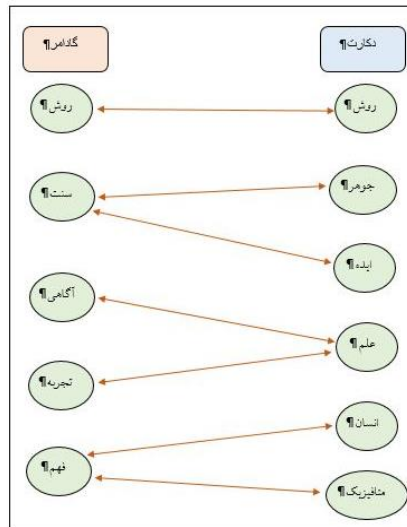 دکارت¶
گادامر¶
روش¶
روش¶
جوهر¶
سنت¶
ایده¶
آگاهی¶
علم¶
تجربه¶
انسان¶
فهم¶
متافیزیک¶